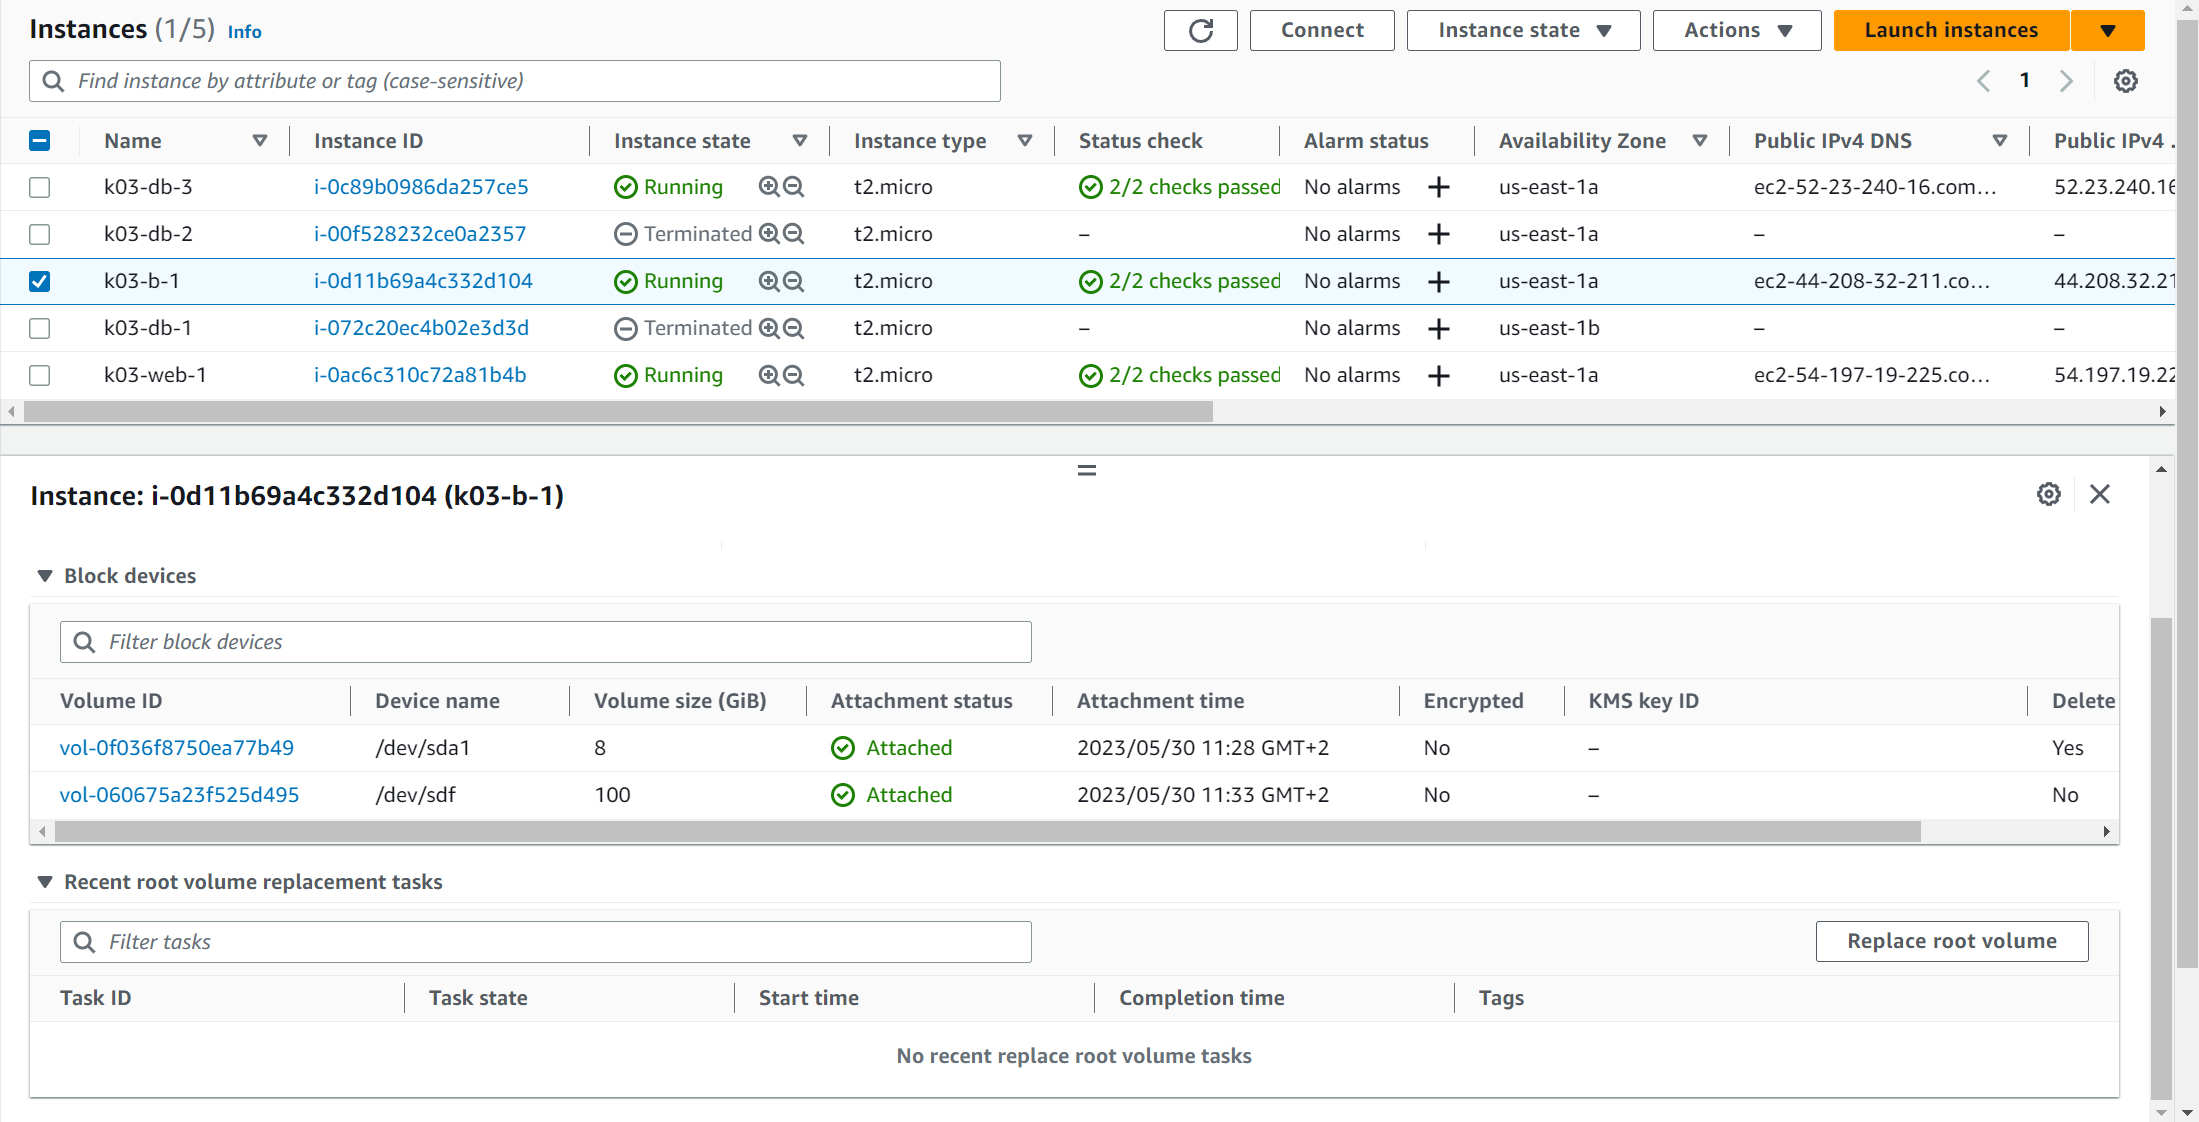 Instances (1/5) Info
Connect Instance state Actions Launch instances
Find instance by attribute or tag (case-sensitive) 1
Name Instance ID Instance state Instance type Status check Alarm status Availability Zone Public IPv4 DNS Public IPv4 .
k03-db-3 i-0c89b0986da257ce5 Running t2.micro 2/2 checks passed No alarms + us-east-1a ec2-52-23-240-16.com... 52.23.240.16
k03-db-2 i-00f528232ce0a2357 Terminated t2.micro – No alarms + us-east-1a – –
k03-b-1 i-0d11b69a4c332d104 Running t2.micro 2/2 checks passed No alarms + us-east-1a ec2-44-208-32-211.co... 44.208.32.21
k03-db-1 i-072c20ec4b02e3d3d Terminated t2.micro – No alarms + us-east-1b – –
k03-web-1 i-0ac6c310c72a81b4b Running t2.micro 2/2 checks passed No alarms + us-east-1a ec2-54-197-19-225.co... 54.197.19.22
Instance: i-0d11b69a4c332d104 (k03-b-1)
Block devices
Filter block devices
Volume ID Device name Volume size (GiB) Attachment status Attachment time Encrypted KMS key ID Delete
vol-0f036f8750ea77b49 /dev/sda1 8 Attached 2023/05/30 11:28 GMT+2 No – Yes
vol-060675a23f525d495 /dev/sdf 100 Attached 2023/05/30 11:33 GMT+2 No – No
Recent root volume replacement tasks
Filter tasks Replace root volume
Task ID Task state Start time Completion time Tags
No recent replace root volume tasks